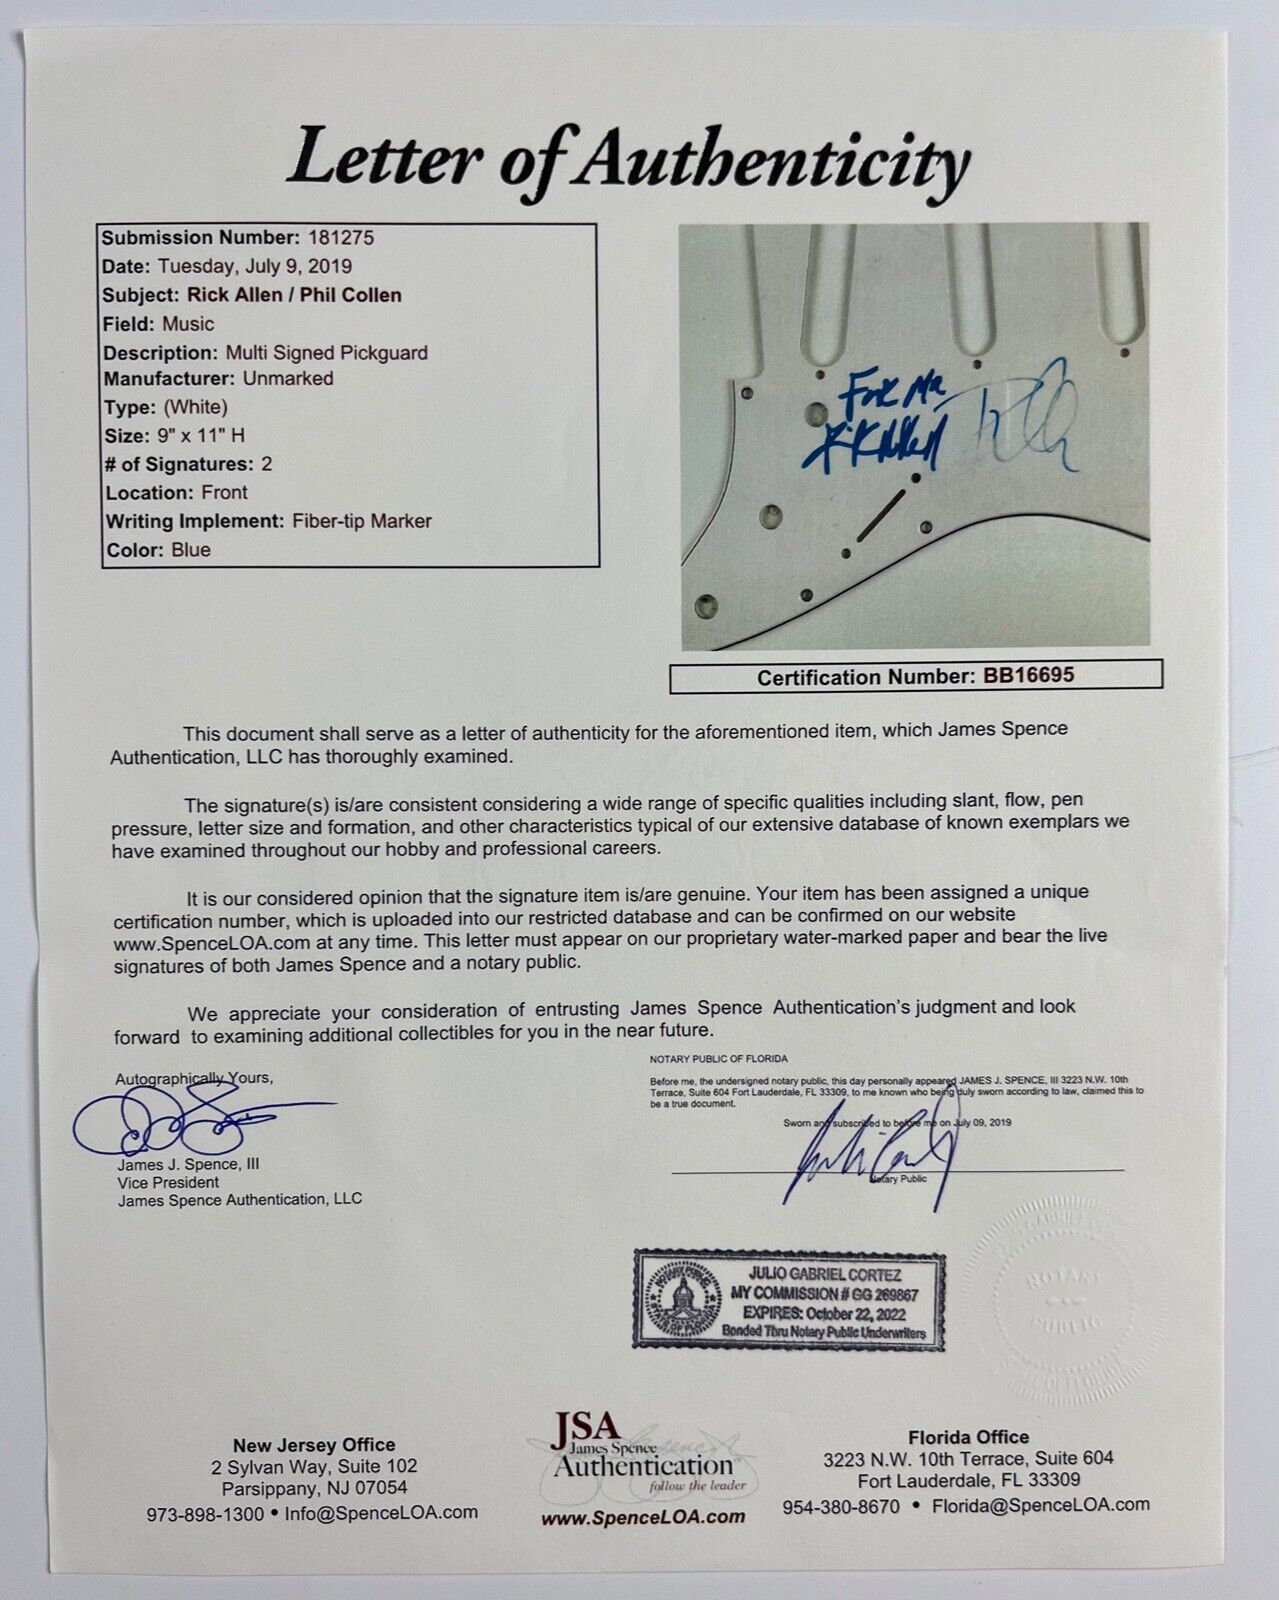 Letter of Authenticity
Submission Number: 181275
Date: Tuesday, July 9, 2019
Subject: Rick Allen / Phil Collen
Field: Music
Description: Multi Signed Pickguard
Manufacturer: Unmarked
Type: (White)
Size: 9" x 11" H
# of Signatures: 2
Location: Front
Writing Implement: Fiber-tip Marker
Color: Blue
Certification Number: BB16695
This document shall serve as a letter of authenticity for the aforementioned item, which James Spence
Authentication, LLC has thoroughly examined.
The signature(s) is/are consistent considering a wide range of specific qualities including slant, flow, pen
pressure, letter size and formation, and other characteristics typical of our extensive database of known exemplars we
have examined throughout our hobby and professional careers.
It is our considered opinion that the signature item is/are genuine. Your item has been assigned a unique
certification number, which is uploaded into our restricted database and can be confirmed on our website
www.SpenceLOA.com at any time. This letter must appear on our proprietary water-marked paper and bear the live
signatures of both James Spence and a notary public.
We appreciate your consideration of entrusting James Spence Authentication's judgment and look
forward to examining additional collectibles for you in the near future.
Autographically Yours,
James J. Spence, III
Vice President
James Spence Authentication, LLC
NOTARY PUBLIC OF FLORIDA
Before me, the undersigned notary public, this day personally appeared JAMES J. SPENCE, III 3223 N.W. 10th
Terrace, Suite 604 Fort Lauderdale, FL 33309, to me known who being duly sworn according to law, claimed this to
be a true document.
Sworn and subscribed to before me on July 09, 2019
Notary Public
NOTARY PUBLIC
STATE OF FLORIDA
JULIO GABRIEL CORTEZ
MY COMMISSION # GG 269867
EXPIRES: October 22, 2022
Bonded Thru Notary Public Underwriters
NOTARY
PUBLIC
New Jersey Office
2 Sylvan Way, Suite 102
Parsippany, NJ 07054
973-898-1300 • Info@SpenceLOA.com
JSA
James Spence
Authentication™
follow the leader
www.SpenceLOA.com
Florida Office
3223 N.W. 10th Terrace, Suite 604
Fort Lauderdale, FL 33309
954-380-8670 • Florida@SpenceLOA.com